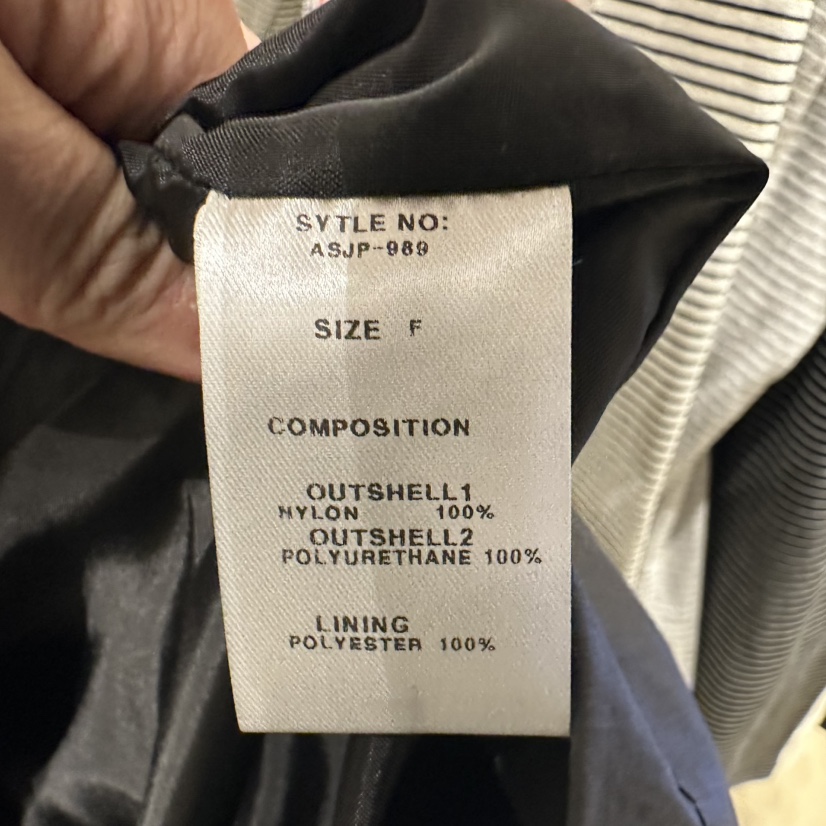 SYTLE NO:
ASJP-989
SIZE F
COMPOSITION
OUTSHELL1
NYLON 100%
OUTSHELL2
POLYURETHANE 100%
LINING
POLYESTER 100%